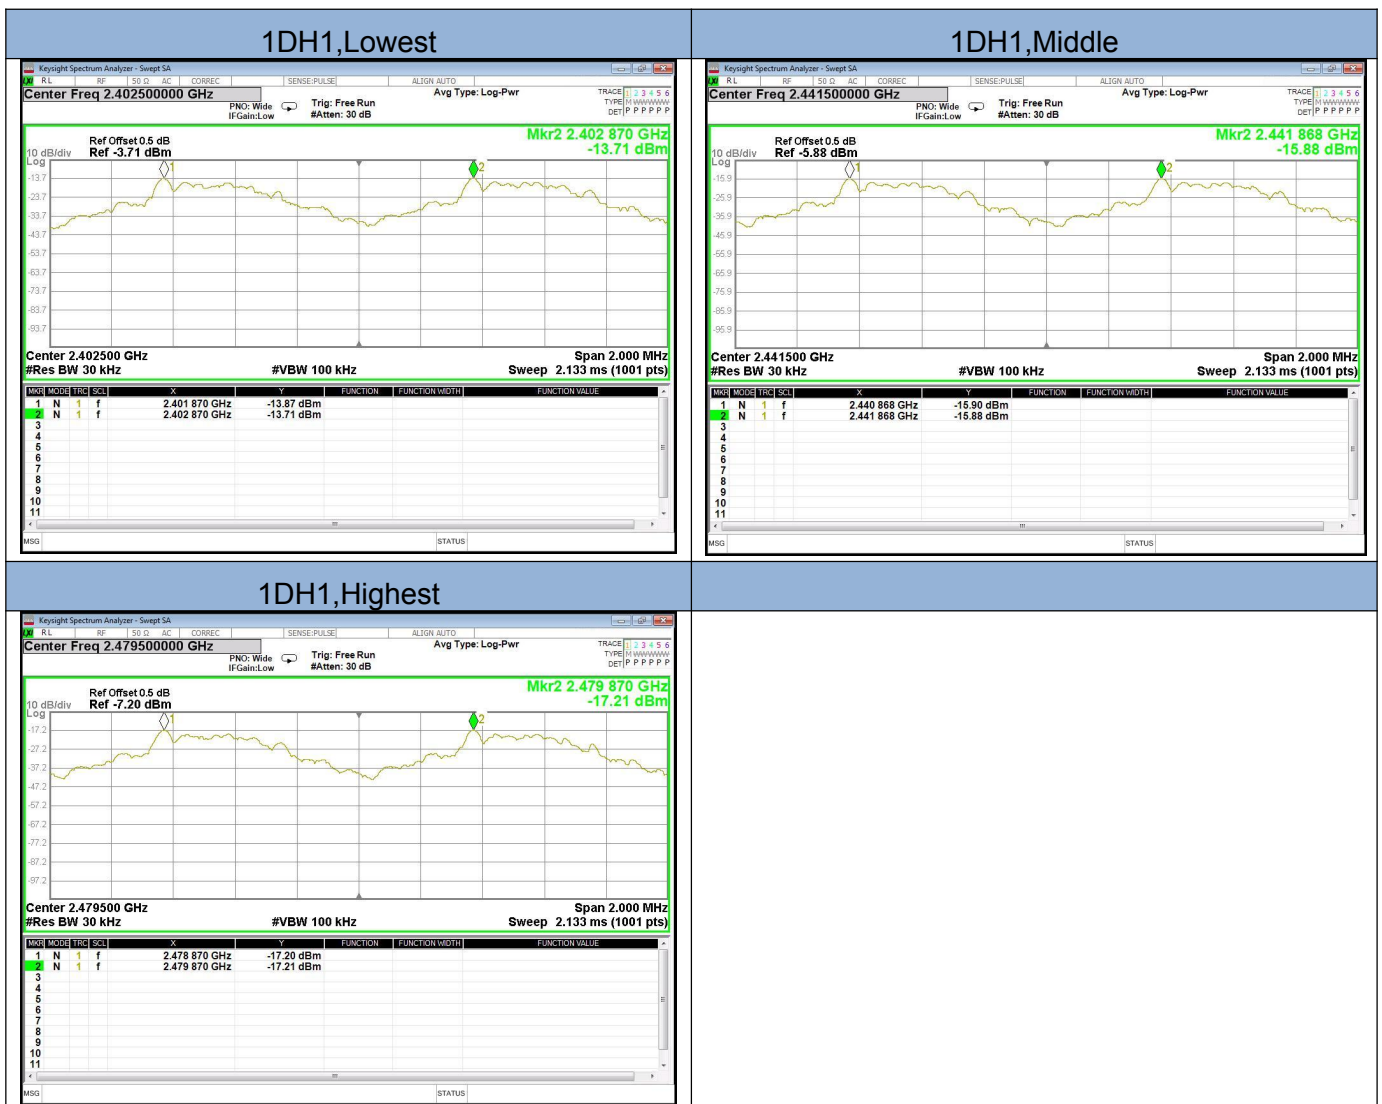 1DH1,Lowest
Keysight Spectrum Analyzer - Swept SA
RL RF 50 Ω AC CORREC SENSE:PULSE ALIGN AUTO
Center Freq 2.402500000 GHz
PNO: Wide
IFGain:Low
Trig: Free Run
#Atten: 30 dB
Avg Type: Log-Pwr
TRACE 1 2 3 4 5 6
TYPE M WWWWW
DET P P P P P P
Mkr2 2.402 870 GHz
-13.71 dBm
Ref Offset 0.5 dB
10 dB/div Ref -3.71 dBm
Log
-13.7
-23.7
-33.7
-43.7
-53.7
-63.7
-73.7
-83.7
-93.7
1
2
Center 2.402500 GHz Span 2.000 MHz
#Res BW 30 kHz #VBW 100 kHz Sweep 2.133 ms (1001 pts)
MKR MODE TRC SCL X Y FUNCTION FUNCTION WIDTH FUNCTION VALUE
1 N 1 f 2.401 870 GHz -13.87 dBm
2 N 1 f 2.402 870 GHz -13.71 dBm
3
4
5
6
7
8
9
10
11
MSG STATUS
1DH1,Middle
Keysight Spectrum Analyzer - Swept SA
RL RF 50 Ω AC CORREC SENSE:PULSE ALIGN AUTO
Center Freq 2.441500000 GHz
PNO: Wide
IFGain:Low
Trig: Free Run
#Atten: 30 dB
Avg Type: Log-Pwr
TRACE 1 2 3 4 5 6
TYPE M WWWWW
DET P P P P P P
Mkr2 2.441 868 GHz
-15.88 dBm
Ref Offset 0.5 dB
10 dB/div Ref -5.88 dBm
Log
-15.9
-25.9
-35.9
-45.9
-55.9
-65.9
-75.9
-85.9
-95.9
1
2
Center 2.441500 GHz Span 2.000 MHz
#Res BW 30 kHz #VBW 100 kHz Sweep 2.133 ms (1001 pts)
MKR MODE TRC SCL X Y FUNCTION FUNCTION WIDTH FUNCTION VALUE
1 N 1 f 2.440 868 GHz -15.90 dBm
2 N 1 f 2.441 868 GHz -15.88 dBm
3
4
5
6
7
8
9
10
11
MSG STATUS
1DH1,Highest
Keysight Spectrum Analyzer - Swept SA
RL RF 50 Ω AC CORREC SENSE:PULSE ALIGN AUTO
Center Freq 2.479500000 GHz
PNO: Wide
IFGain:Low
Trig: Free Run
#Atten: 30 dB
Avg Type: Log-Pwr
TRACE 1 2 3 4 5 6
TYPE M WWWWW
DET P P P P P P
Mkr2 2.479 870 GHz
-17.21 dBm
Ref Offset 0.5 dB
10 dB/div Ref -7.20 dBm
Log
-17.2
-27.2
-37.2
-47.2
-57.2
-67.2
-77.2
-87.2
-97.2
1
2
Center 2.479500 GHz Span 2.000 MHz
#Res BW 30 kHz #VBW 100 kHz Sweep 2.133 ms (1001 pts)
MKR MODE TRC SCL X Y FUNCTION FUNCTION WIDTH FUNCTION VALUE
1 N 1 f 2.478 870 GHz -17.20 dBm
2 N 1 f 2.479 870 GHz -17.21 dBm
3
4
5
6
7
8
9
10
11
MSG STATUS